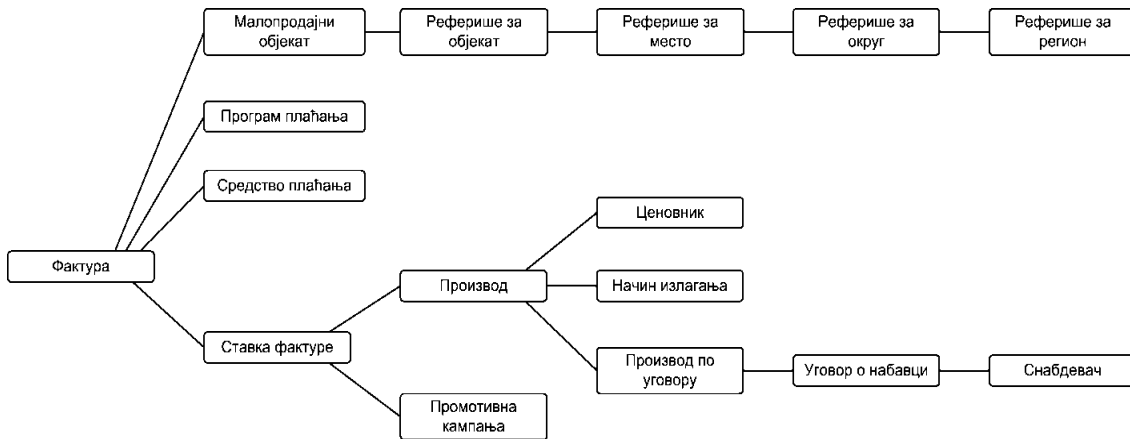 Малопродајни
објекат
Реферише за
објекат
Реферише за
место
Реферише за
округ
Реферише за
регион
Програм плаћања
Средство плаћања
Ценовник
Фактура
Производ
Начин излагања
Ставка фактуре
Производ по
уговору
Уговор о набавци
Снабдевач
Промотивна
кампања